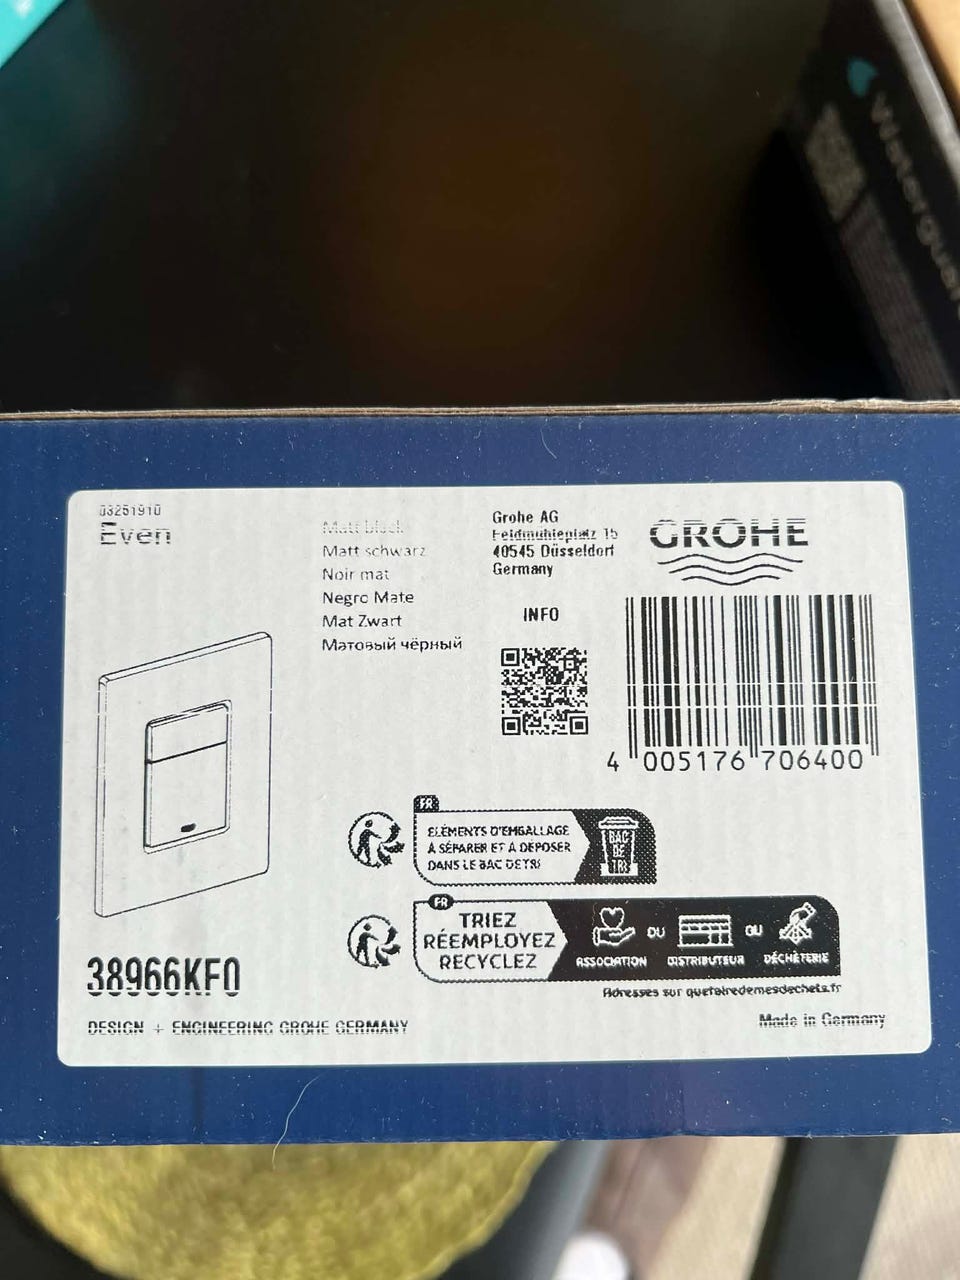 03251910
Even
Matt black
Matt schwarz
Noir mat
Negro Mate
Mat Zwart
Матовый чёрный
Grohe AG
Feldmühleplatz 15
40545 Düsseldorf
Germany
INFO
GROHE
4 005176 706400
FR
ÉLÉMENTS D'EMBALLAGE
À SÉPARER ET À DÉPOSER
DANS LE BAC DE TRI
BAC
DE
TRI
FR
TRIEZ
RÉEMPLOYEZ
RECYCLEZ
ASSOCIATION
OU
DISTRIBUTEUR
OU
DÉCHÈTERIE
Adresses sur quefairedemesdechets.fr
38966KF0
DESIGN + ENGINEERING GROHE GERMANY
Made in Germany